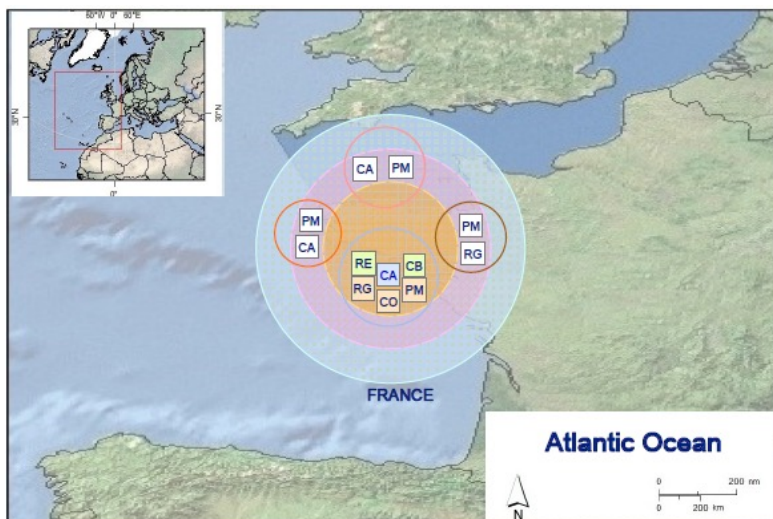 50°W 0° 60°E
30°N
30°N
0°
CA PM
PM
CA
PM
RG
RE CA CB
RG CO PM
FRANCE
Atlantic Ocean
N
0 200 nm
0 200 km